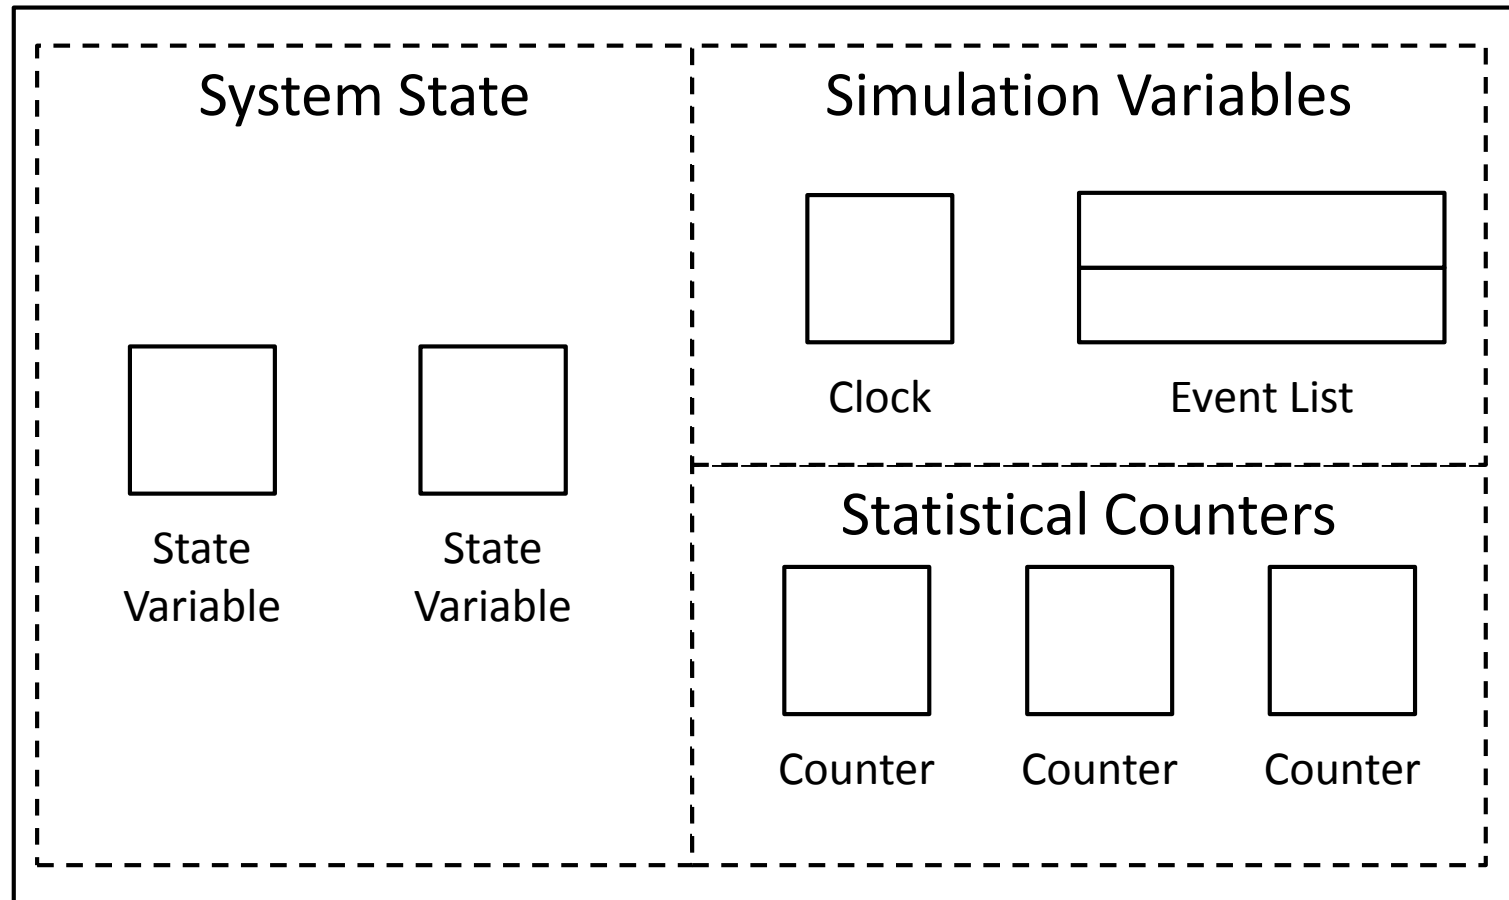 System State
State
Variable
State
Variable
Simulation Variables
Clock
Event List
Statistical Counters
Counter
Counter
Counter